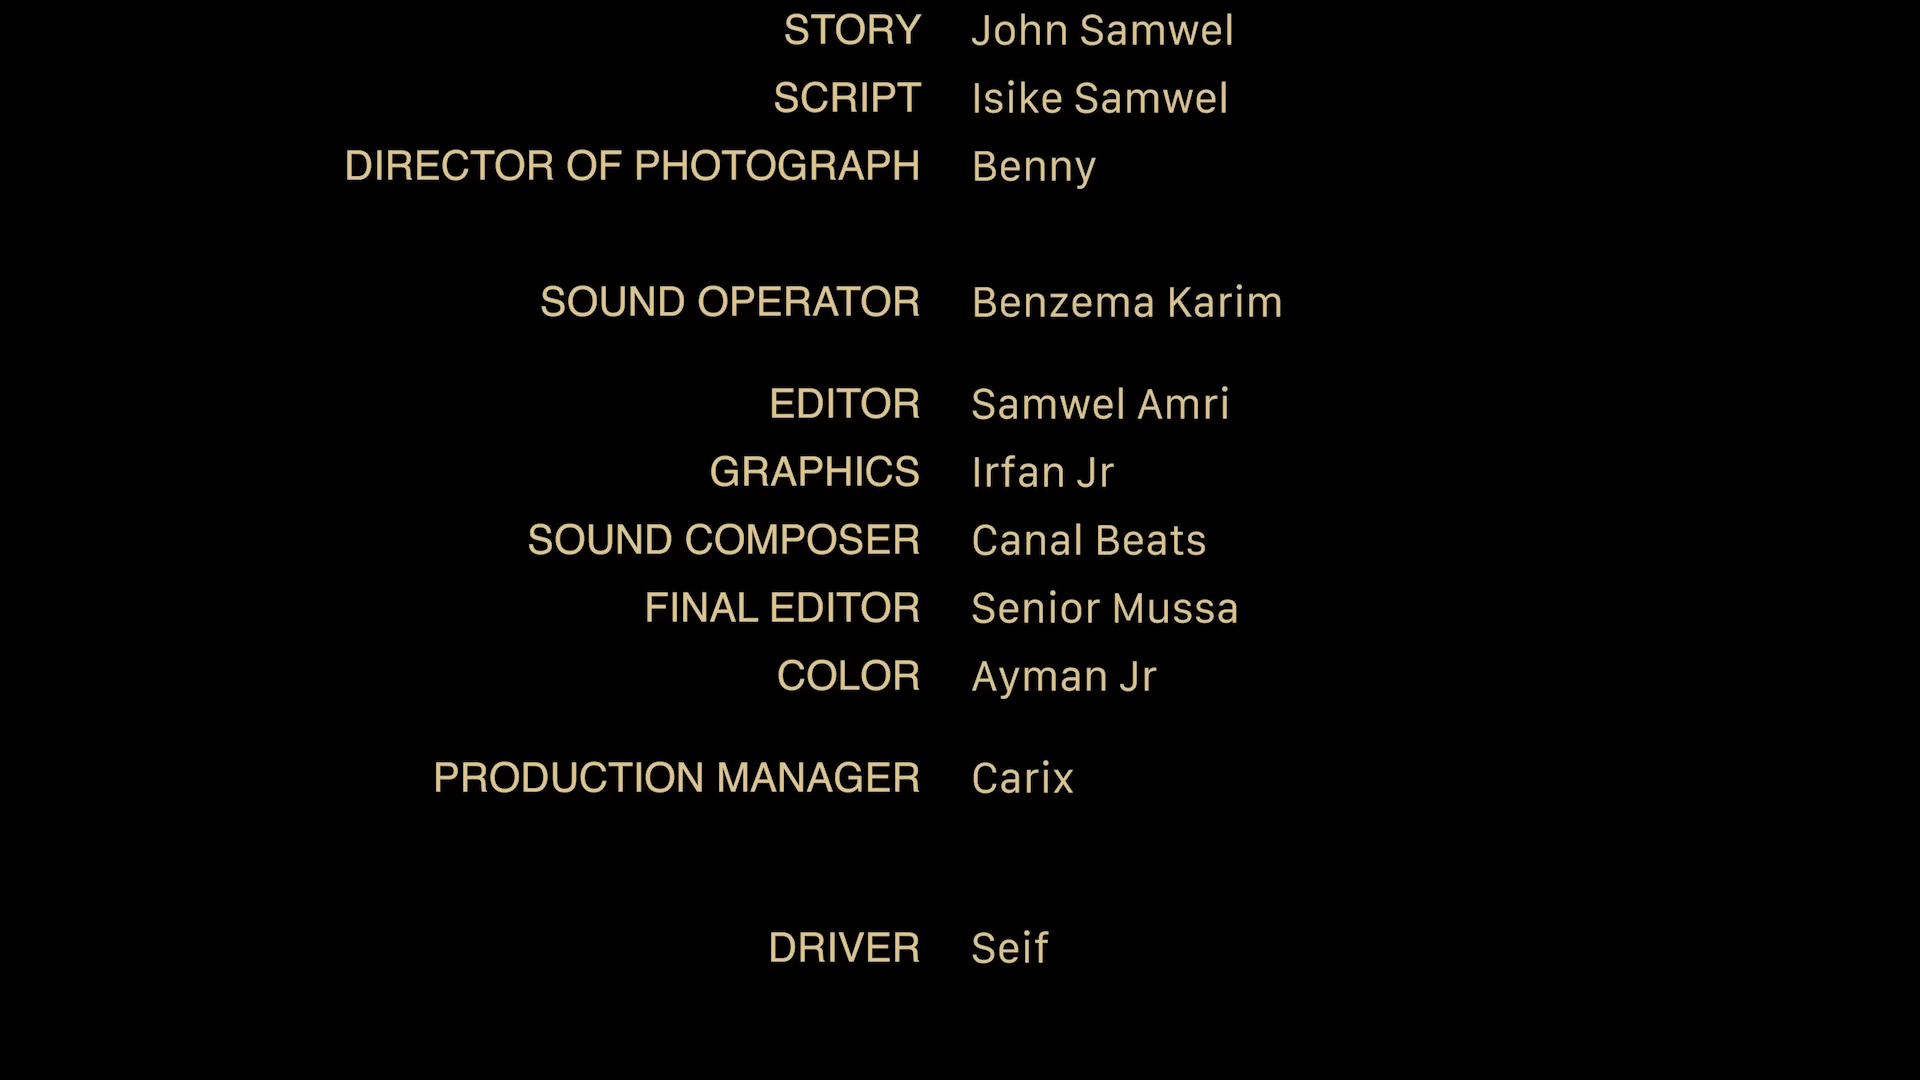 STORY John Samwel
SCRIPT Isike Samwel
DIRECTOR OF PHOTOGRAPH Benny
SOUND OPERATOR Benzema Karim
EDITOR Samwel Amri
GRAPHICS Irfan Jr
SOUND COMPOSER Canal Beats
FINAL EDITOR Senior Mussa
COLOR Ayman Jr
PRODUCTION MANAGER Carix
DRIVER Seif